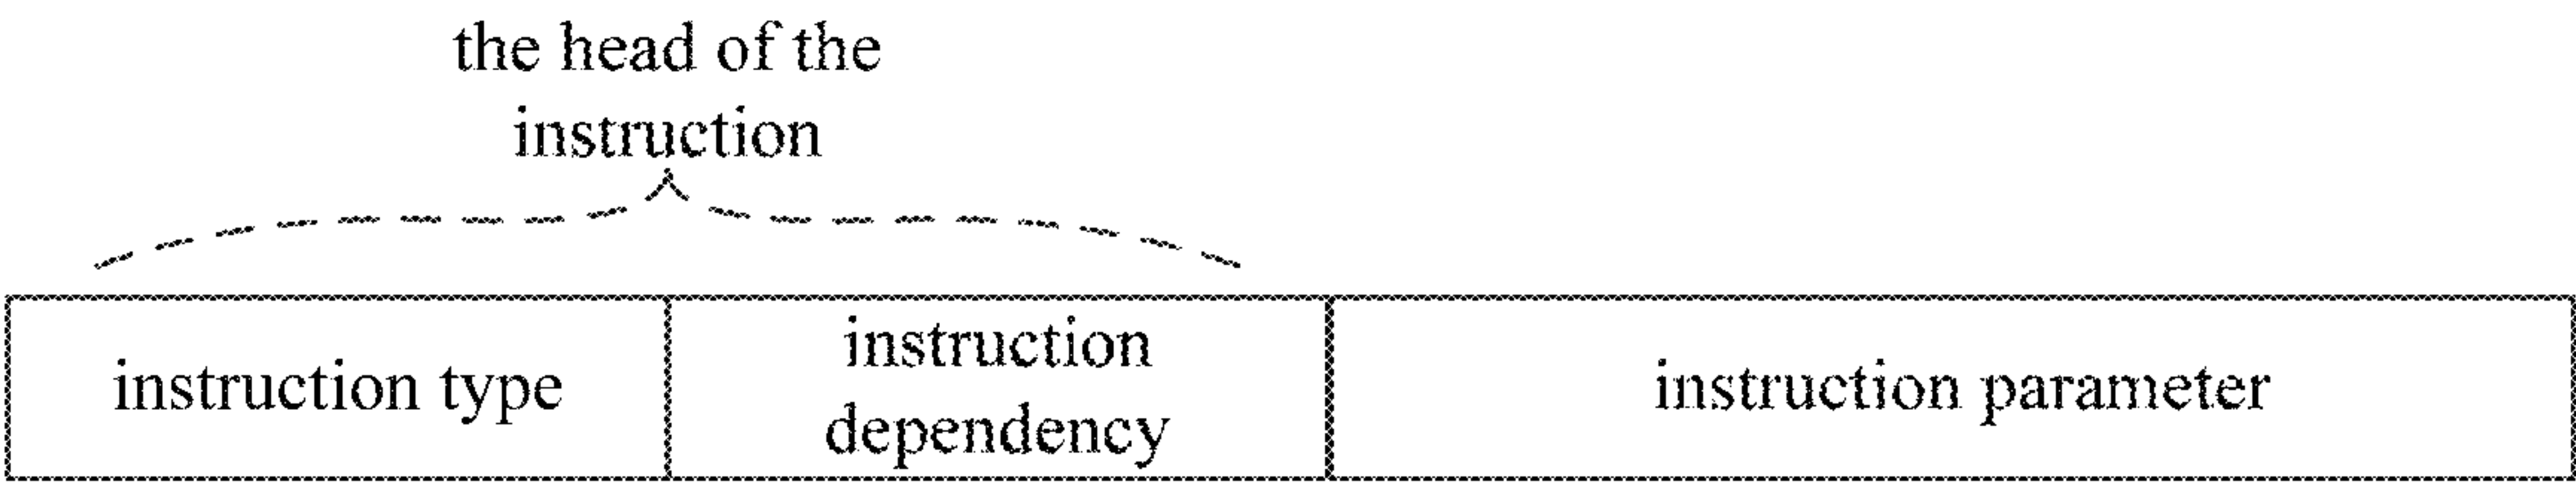 the head of the
instruction
instruction type
instruction
dependency
instruction parameter